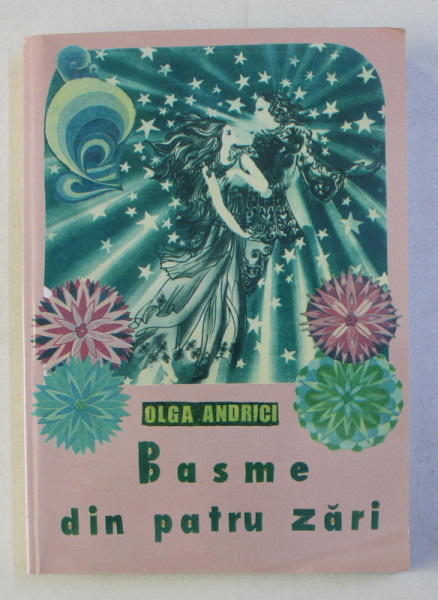 OLGA ANDRICI
Basme
din patru zări